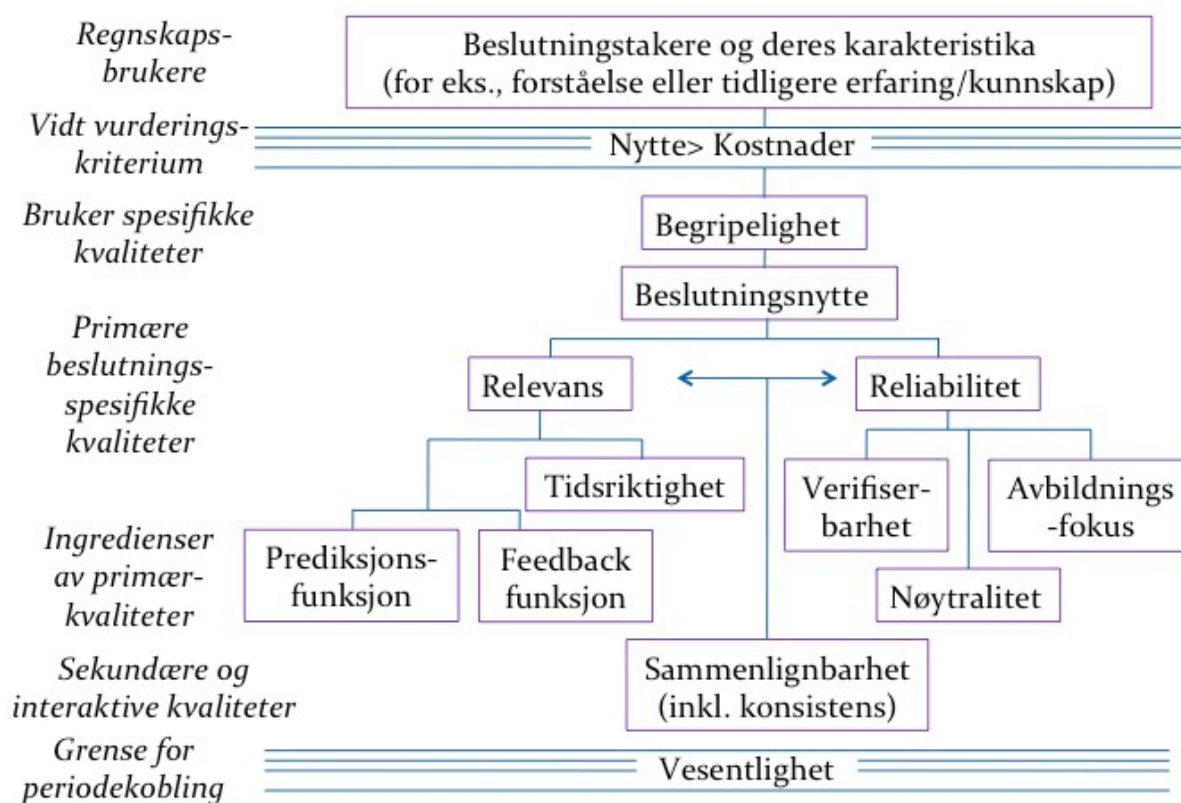 Regnskaps-
brukere
Beslutningstakere og deres karakteristika
(for eks., forståelse eller tidligere erfaring/kunnskap)
Vidt vurderings-
kriterium
Nytte> Kostnader
Bruker spesifikke
kvaliteter
Begripelighet
Beslutningsnytte
Primære
beslutnings-
spesifikke
kvaliteter
Relevans
Reliabilitet
Tidsriktighet
Verifiser-
barhet
Avbildnings
-fokus
Ingredienser
av primær-
kvaliteter
Prediksjons-
funksjon
Feedback
funksjon
Nøytralitet
Sekundære og
interaktive kvaliteter
Sammenlignbarhet
(inkl. konsistens)
Grense for
periodekobling
Vesentlighet